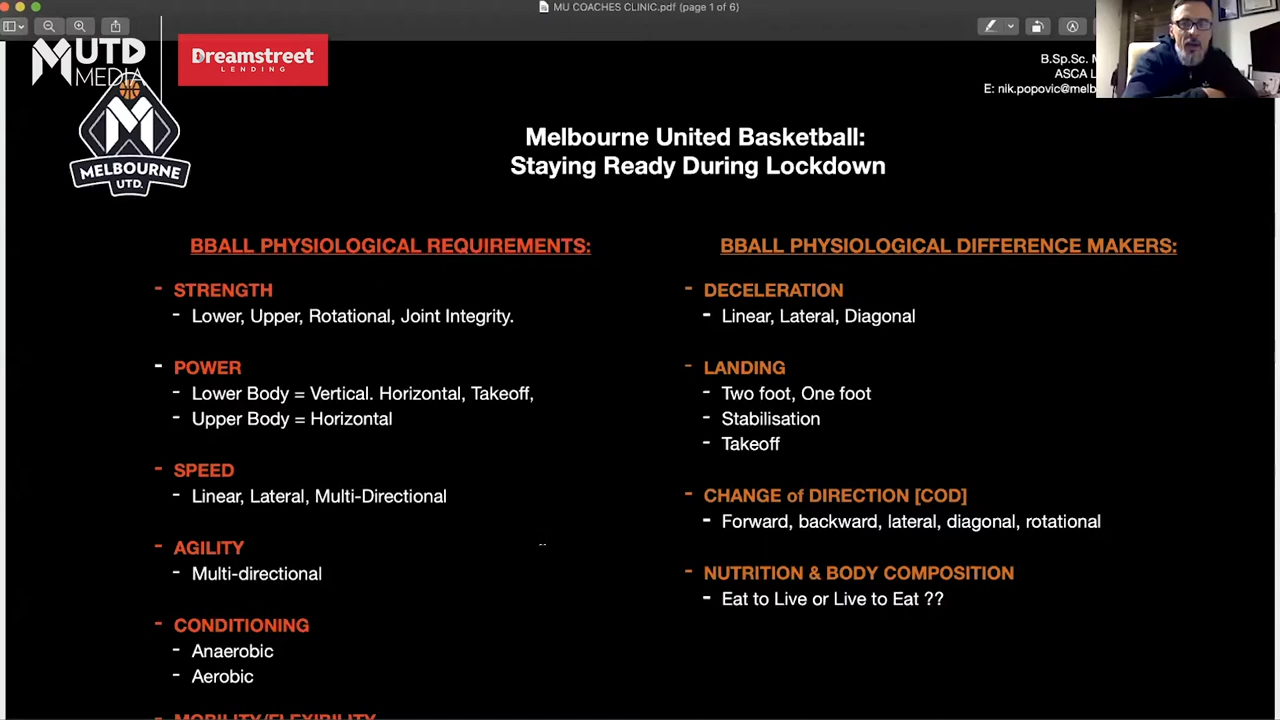 MU COACHES CLINIC.pdf (page 1 of 6)
MUTD
MEDIA
Dreamstreet
LENDING
B.Sp.Sc.
ASCA
E: nik.popovic@melb
M
MELBOURNE
UTD.
Melbourne United Basketball:
Staying Ready During Lockdown
BBALL PHYSIOLOGICAL REQUIREMENTS:
- STRENGTH
- Lower, Upper, Rotational, Joint Integrity.
- POWER
- Lower Body = Vertical. Horizontal, Takeoff,
- Upper Body = Horizontal
- SPEED
- Linear, Lateral, Multi-Directional
- AGILITY
- Multi-directional
- CONDITIONING
- Anaerobic
- Aerobic
- MOBILITY/FLEXIBILITY
BBALL PHYSIOLOGICAL DIFFERENCE MAKERS:
- DECELERATION
- Linear, Lateral, Diagonal
- LANDING
- Two foot, One foot
- Stabilisation
- Takeoff
- CHANGE of DIRECTION [COD]
- Forward, backward, lateral, diagonal, rotational
- NUTRITION & BODY COMPOSITION
- Eat to Live or Live to Eat ??